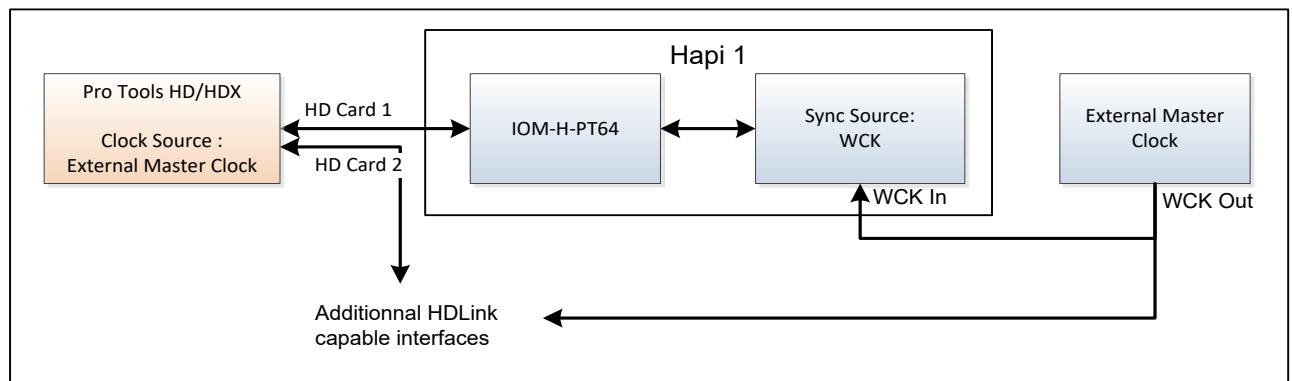 Hapi 1
Pro Tools HD/HDX
Clock Source :
External Master Clock
HD Card 1
HD Card 2
IOM-H-PT64
Sync Source:
WCK
External Master
Clock
WCK In
WCK Out
Additionnal HDLink
capable interfaces